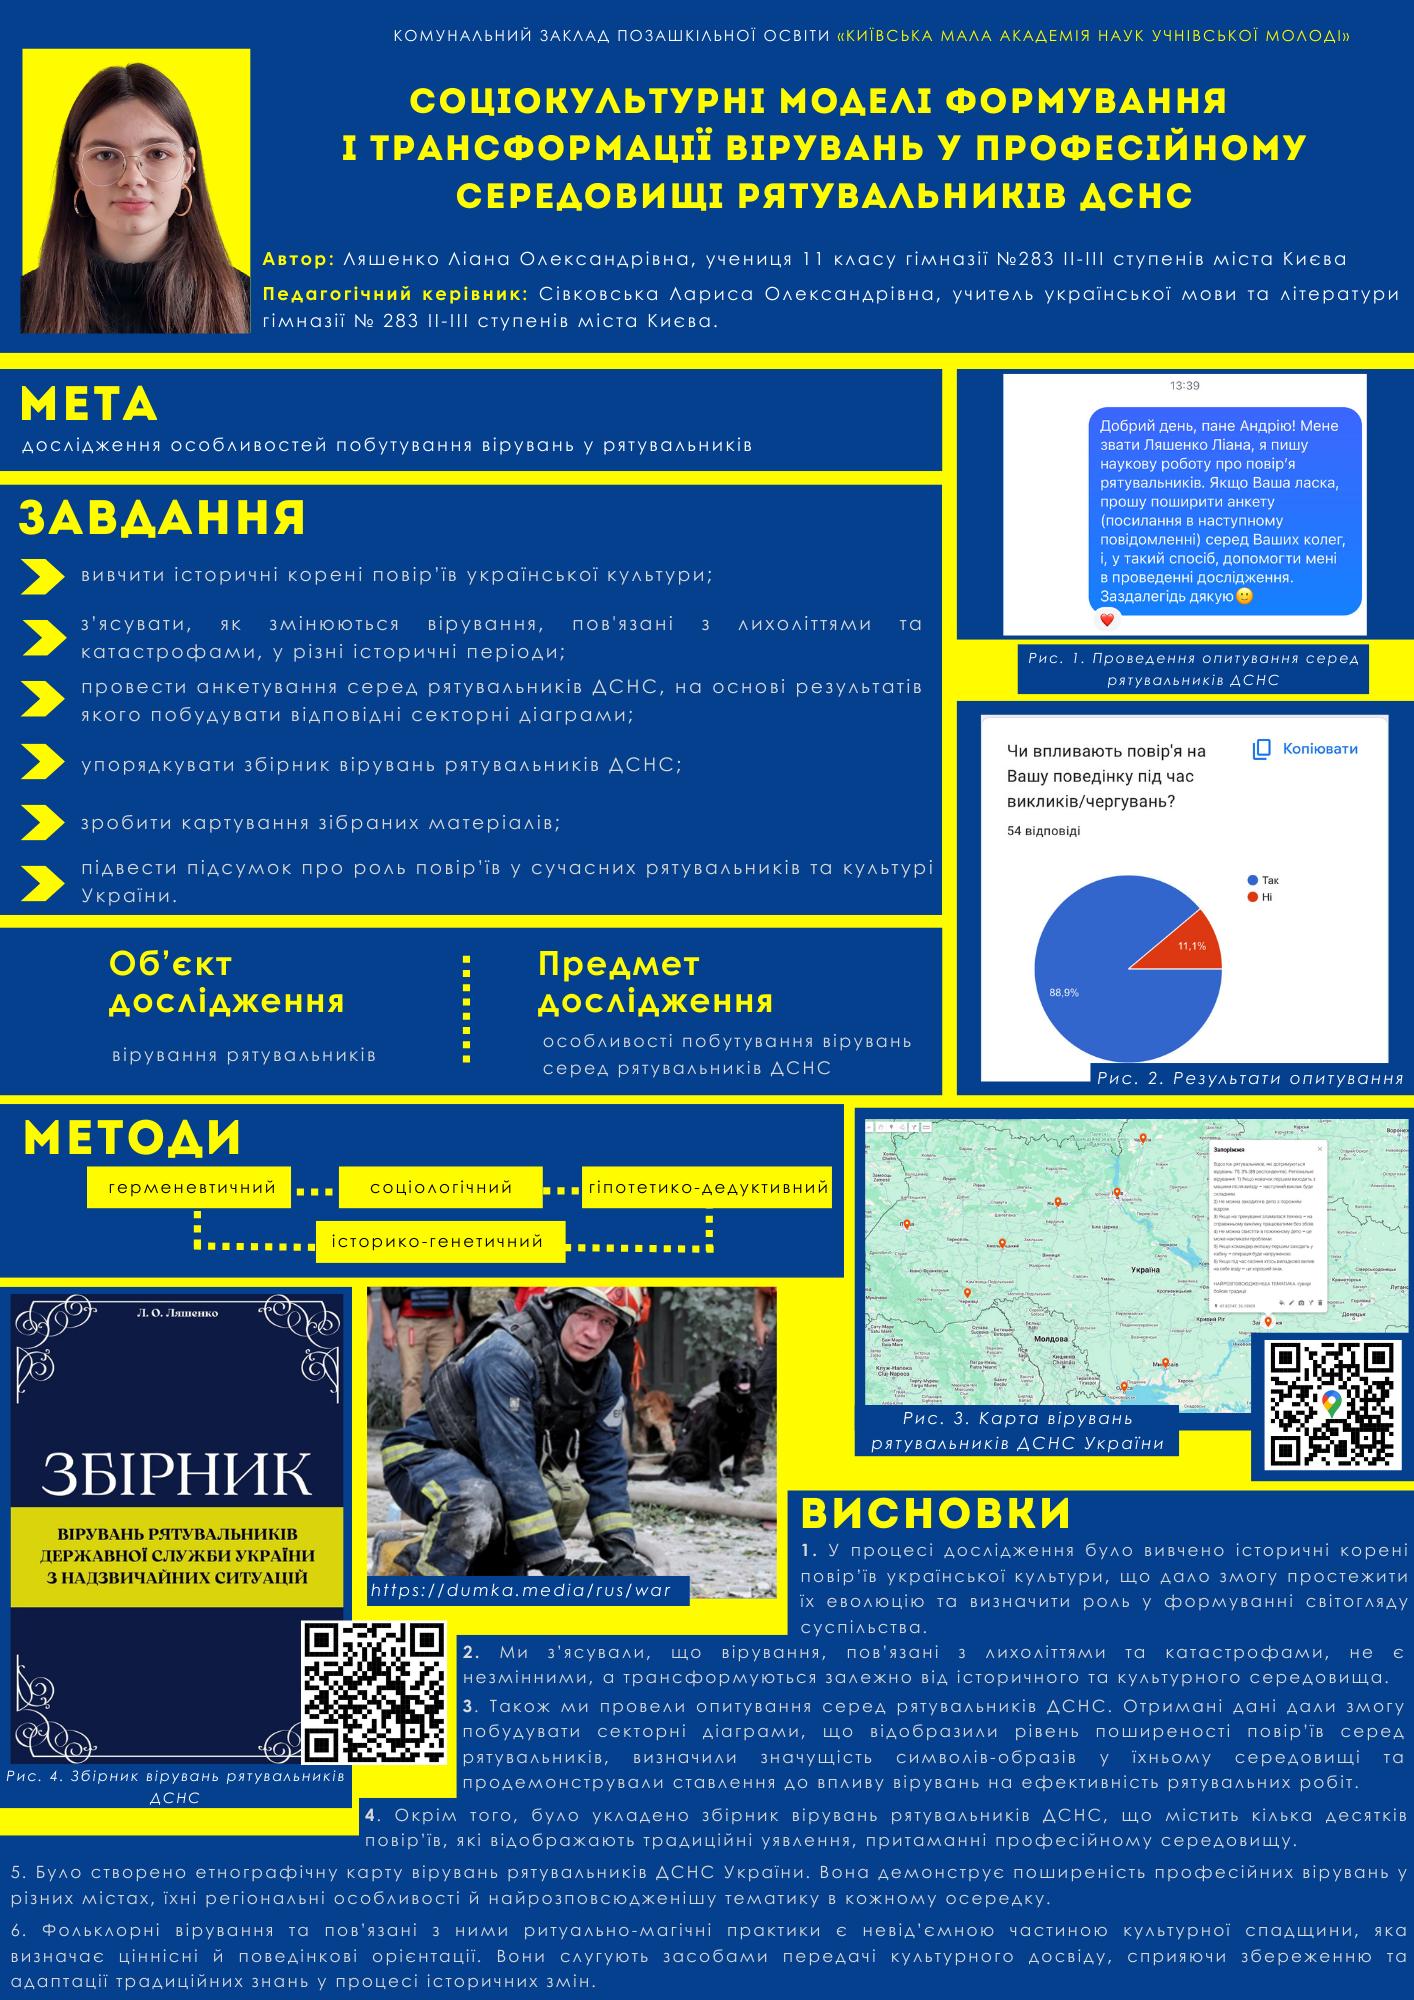 КОМУНАЛЬНИЙ ЗАКЛАД ПОЗАШКІЛЬНОЇ ОСВІТИ «КИЇВСЬКА МАЛА АКАДЕМІЯ НАУК УЧНІВСЬКОЇ МОЛОДІ»
СОЦІОКУЛЬТУРНІ МОДЕЛІ ФОРМУВАННЯ
І ТРАНСФОРМАЦІЇ ВІРУВАНЬ У ПРОФЕСІЙНОМУ
СЕРЕДОВИЩІ РЯТУВАЛЬНИКІВ ДСНС
Автор: Ляшенко Ліана Олександрівна, учениця 11 класу гімназії №283 II-III ступенів міста Києва
Педагогічний керівник: Сівковська Лариса Олександрівна, учитель української мови та літератури
гімназії № 283 II-III ступенів міста Києва.
МЕТА
дослідження особливостей побутування вірувань у рятувальників
ЗАВДАННЯ
вивчити історичні корені повір'їв української культури;
з'ясувати, як змінюються вірування, пов'язані з лихоліттями та
катастрофами, у різні історичні періоди;
провести анкетування серед рятувальників ДСНС, на основі результатів
якого побудувати відповідні секторні діаграми;
упорядкувати збірник вірувань рятувальників ДСНС;
зробити картування зібраних матеріалів;
підвести підсумок про роль повір'їв у сучасних рятувальників та культурі
України.
13:39
Добрий день, пане Андрію! Мене
звати Ляшенко Ліана, я пишу
наукову роботу про повір'я
рятувальників. Якщо Ваша ласка,
прошу поширити анкету
(посилання в наступному
повідомленні) серед Ваших колег,
і, у такий спосіб, допомогти мені
в проведенні дослідження.
Заздалегідь дякую🙂
Рис. 1. Проведення опитування серед
рятувальників ДСНС
Чи впливають повір'я на
Вашу поведінку під час
викликів/чергувань?
Копіювати
54 відповіді
Так
Ні
11,1%
88,9%
Рис. 2. Результати опитування
Об'єкт
дослідження
вірування рятувальників
Предмет
дослідження
особливості побутування вірувань
серед рятувальників ДСНС
МЕТОДИ
герменевтичний
соціологічний
гіпотетико-дедуктивний
історико-генетичний
Запоріжжя
Україна
Молдова
Кривий Ріг
Рис. 3. Карта вірувань
рятувальників ДСНС України
Л. О. Ляшенко
ЗБІРНИК
ВІРУВАНЬ РЯТУВАЛЬНИКІВ
ДЕРЖАВНОЇ СЛУЖБИ УКРАЇНИ
З НАДЗВИЧАЙНИХ СИТУАЦІЙ
Рис. 4. Збірник вірувань рятувальників
ДСНС
https://dumka.media/rus/war
ВИСНОВКИ
1. У процесі дослідження було вивчено історичні корені
повір'їв української культури, що дало змогу простежити
їх еволюцію та визначити роль у формуванні світогляду
суспільства.
2. Ми з'ясували, що вірування, пов'язані з лихоліттями та катастрофами, не є
незмінними, а трансформуються залежно від історичного та культурного середовища.
3. Також ми провели опитування серед рятувальників ДСНС. Отримані дані дали змогу
побудувати секторні діаграми, що відобразили рівень поширеності повір'їв серед
рятувальників, визначили значущість символів-образів у їхньому середовищі та
продемонстрували ставлення до впливу вірувань на ефективність рятувальних робіт.
4. Окрім того, було укладено збірник вірувань рятувальників ДСНС, що містить кілька десятків
повір'їв, які відображають традиційні уявлення, притаманні професійному середовищу.
5. Було створено етнографічну карту вірувань рятувальників ДСНС України. Вона демонструє поширеність професійних вірувань у
різних містах, їхні регіональні особливості й найрозповсюдженішу тематику в кожному осередку.
6. Фольклорні вірування та пов'язані з ними ритуально-магічні практики є невід'ємною частиною культурної спадщини, яка
визначає ціннісні й поведінкові орієнтації. Вони слугують засобами передачі культурного досвіду, сприяючи збереженню та
адаптації традиційних знань у процесі історичних змін.